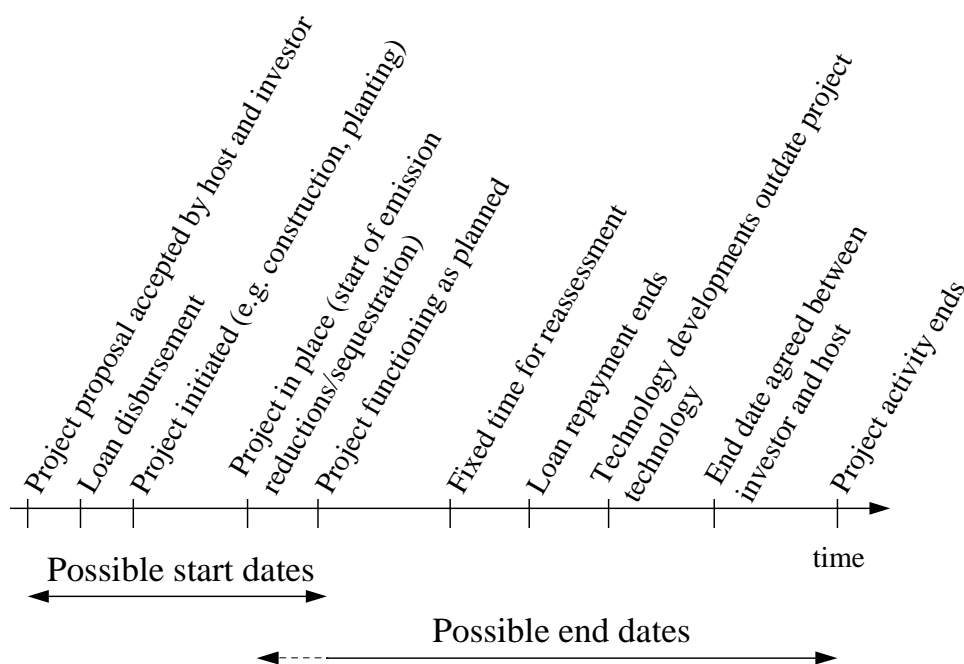 Project proposal accepted by host and investor
Loan disbursement
Project initiated (e.g. construction, planting)
Project in place (start of emission
reductions/sequestration)
Project functioning as planned
Fixed time for reassessment
Loan repayment ends
Technology developments outdate project
technology
End date agreed between
investor and host
Project activity ends
time
Possible start dates
Possible end dates